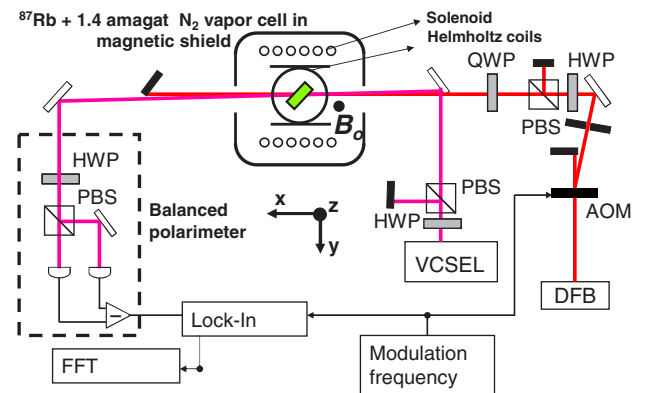 ⁸⁷Rb + 1.4 amagat N₂ vapor cell in
magnetic shield
Solenoid
Helmholtz coils
QWP
HWP
PBS
Bₒ
HWP
PBS
Balanced
polarimeter
x
z
y
PBS
HWP
VCSEL
AOM
DFB
Lock-In
FFT
Modulation
frequency